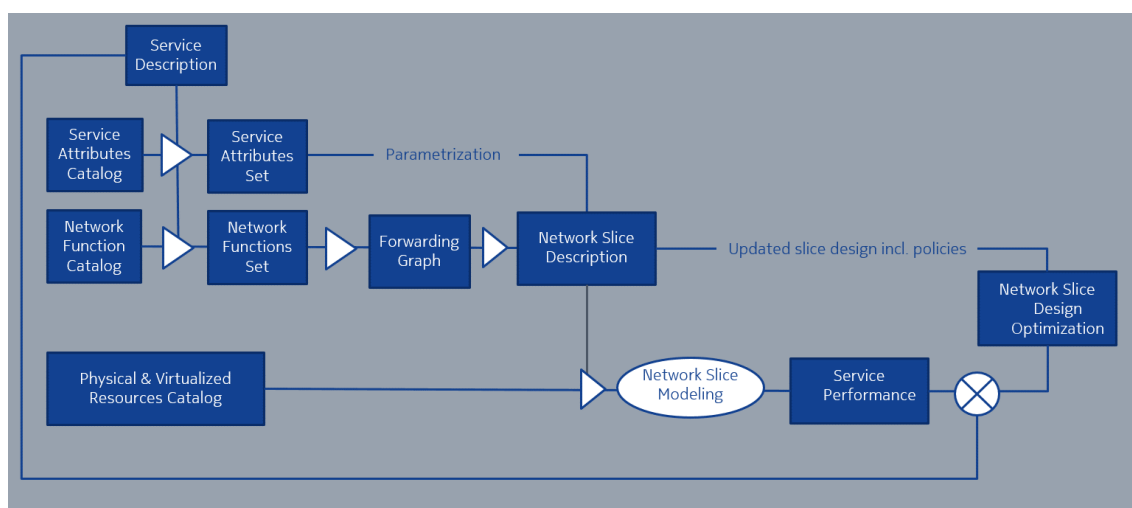 Service
Description
Service
Attributes
Catalog
Service
Attributes
Set
Parametrization
Network
Function
Catalog
Network
Functions
Set
Forwarding
Graph
Network Slice
Description
Updated slice design incl. policies
Network Slice
Design
Optimization
Physical & Virtualized
Resources Catalog
Network Slice
Modeling
Service
Performance